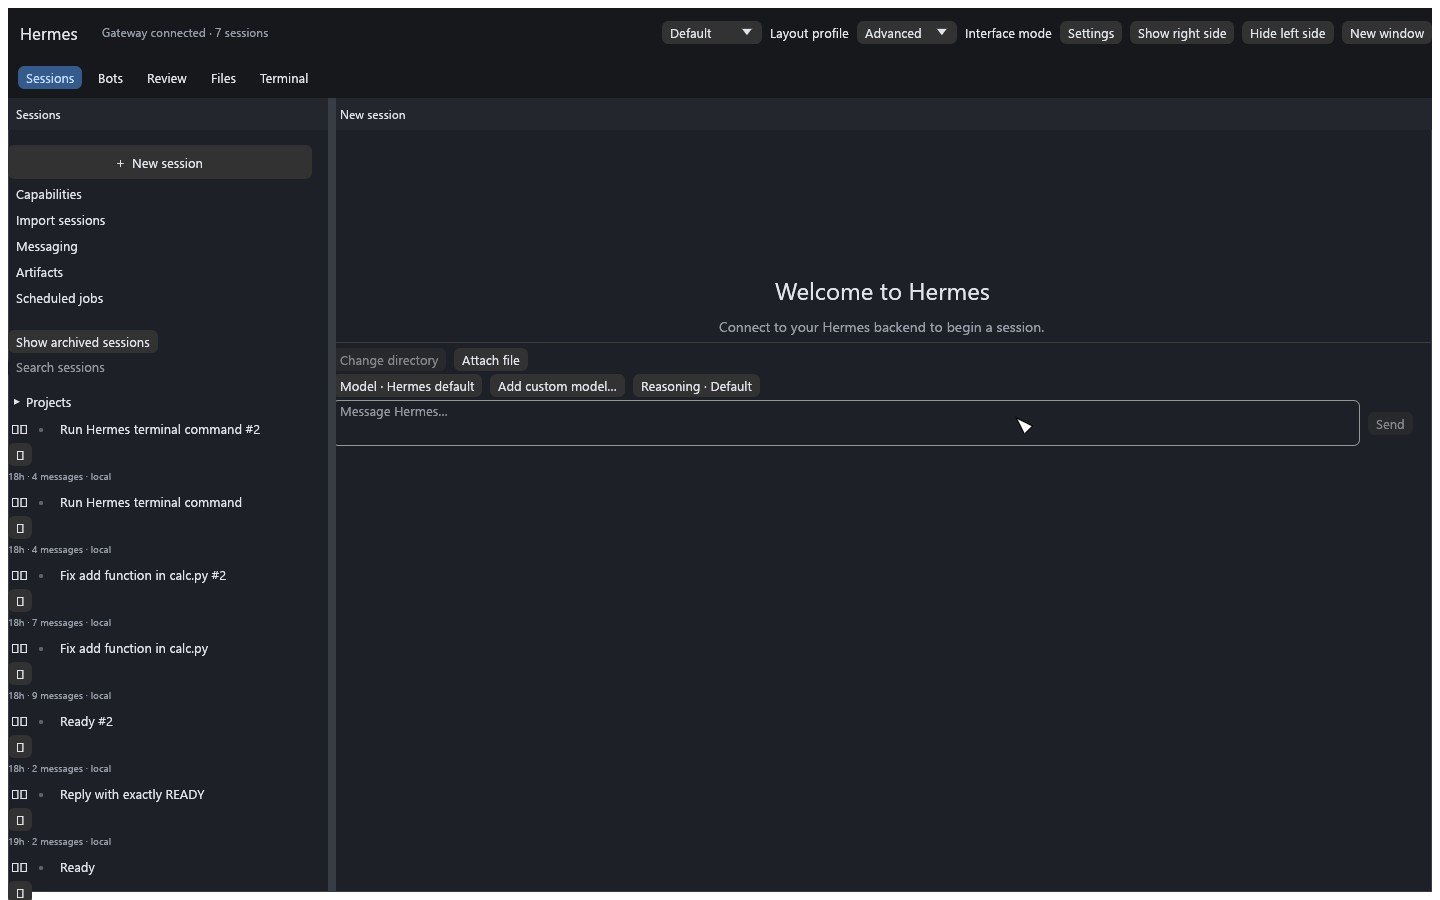 Hermes
Gateway connected · 7 sessions
Default
Layout profile
Advanced
Interface mode
Settings
Show right side
Hide left side
New window
Sessions
Bots
Review
Files
Terminal
Sessions
New session
+ New session
Capabilities
Import sessions
Messaging
Artifacts
Scheduled jobs
Show archived sessions
Search sessions
Projects
Run Hermes terminal command #2
18h · 4 messages · local
Run Hermes terminal command
18h · 4 messages · local
Fix add function in calc.py #2
18h · 7 messages · local
Fix add function in calc.py
18h · 9 messages · local
Ready #2
18h · 2 messages · local
Reply with exactly READY
19h · 2 messages · local
Ready
Welcome to Hermes
Connect to your Hermes backend to begin a session.
Change directory
Attach file
Model · Hermes default
Add custom model...
Reasoning · Default
Message Hermes...
Send